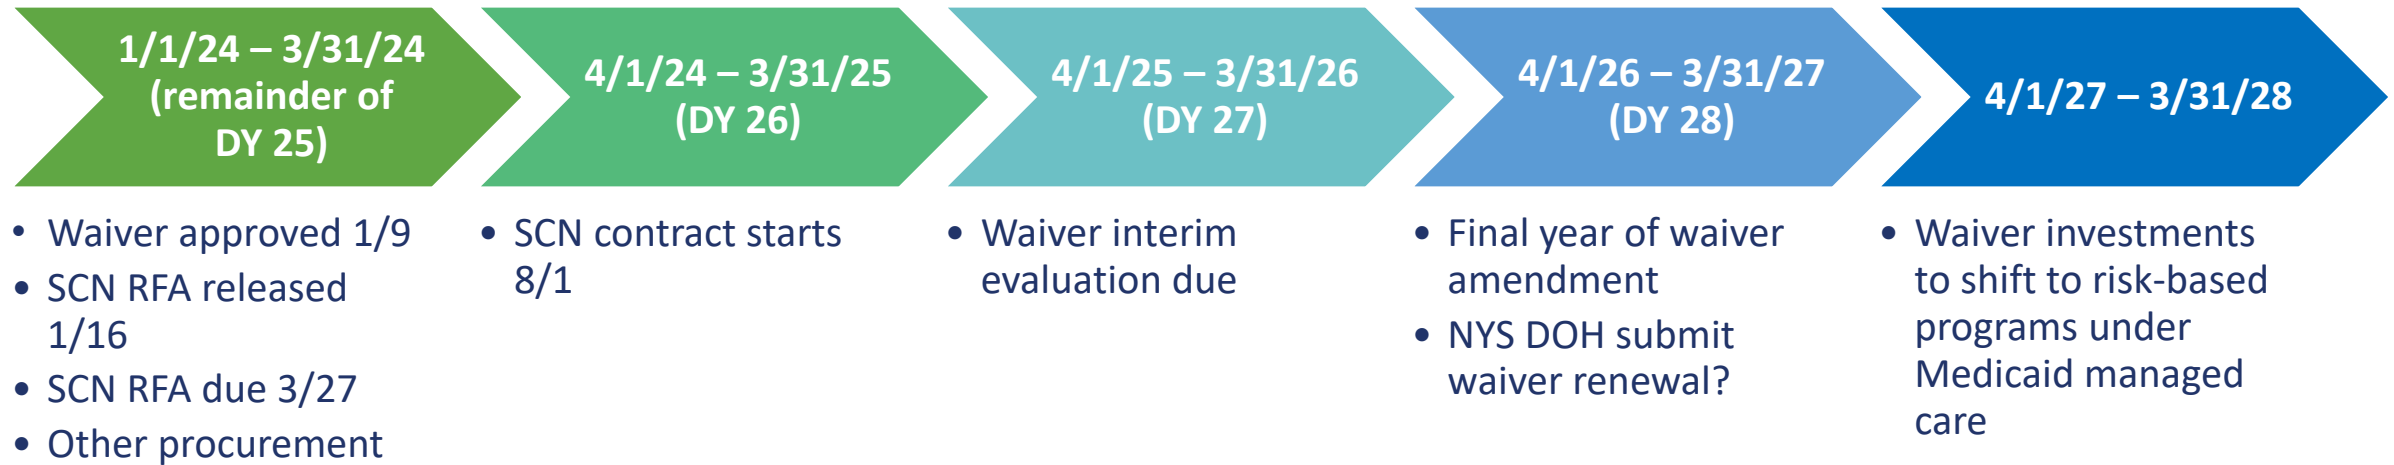 1/1/24 – 3/31/24
(remainder of
DY 25)
4/1/24 – 3/31/25
(DY 26)
4/1/25 – 3/31/26
(DY 27)
4/1/26 – 3/31/27
(DY 28)
4/1/27 – 3/31/28
• Waiver approved 1/9
• SCN RFA released
1/16
• SCN RFA due 3/27
• Other procurement
• SCN contract starts
8/1
• Waiver interim
evaluation due
• Final year of waiver
amendment
• NYS DOH submit
waiver renewal?
• Waiver investments
to shift to risk-based
programs under
Medicaid managed
care